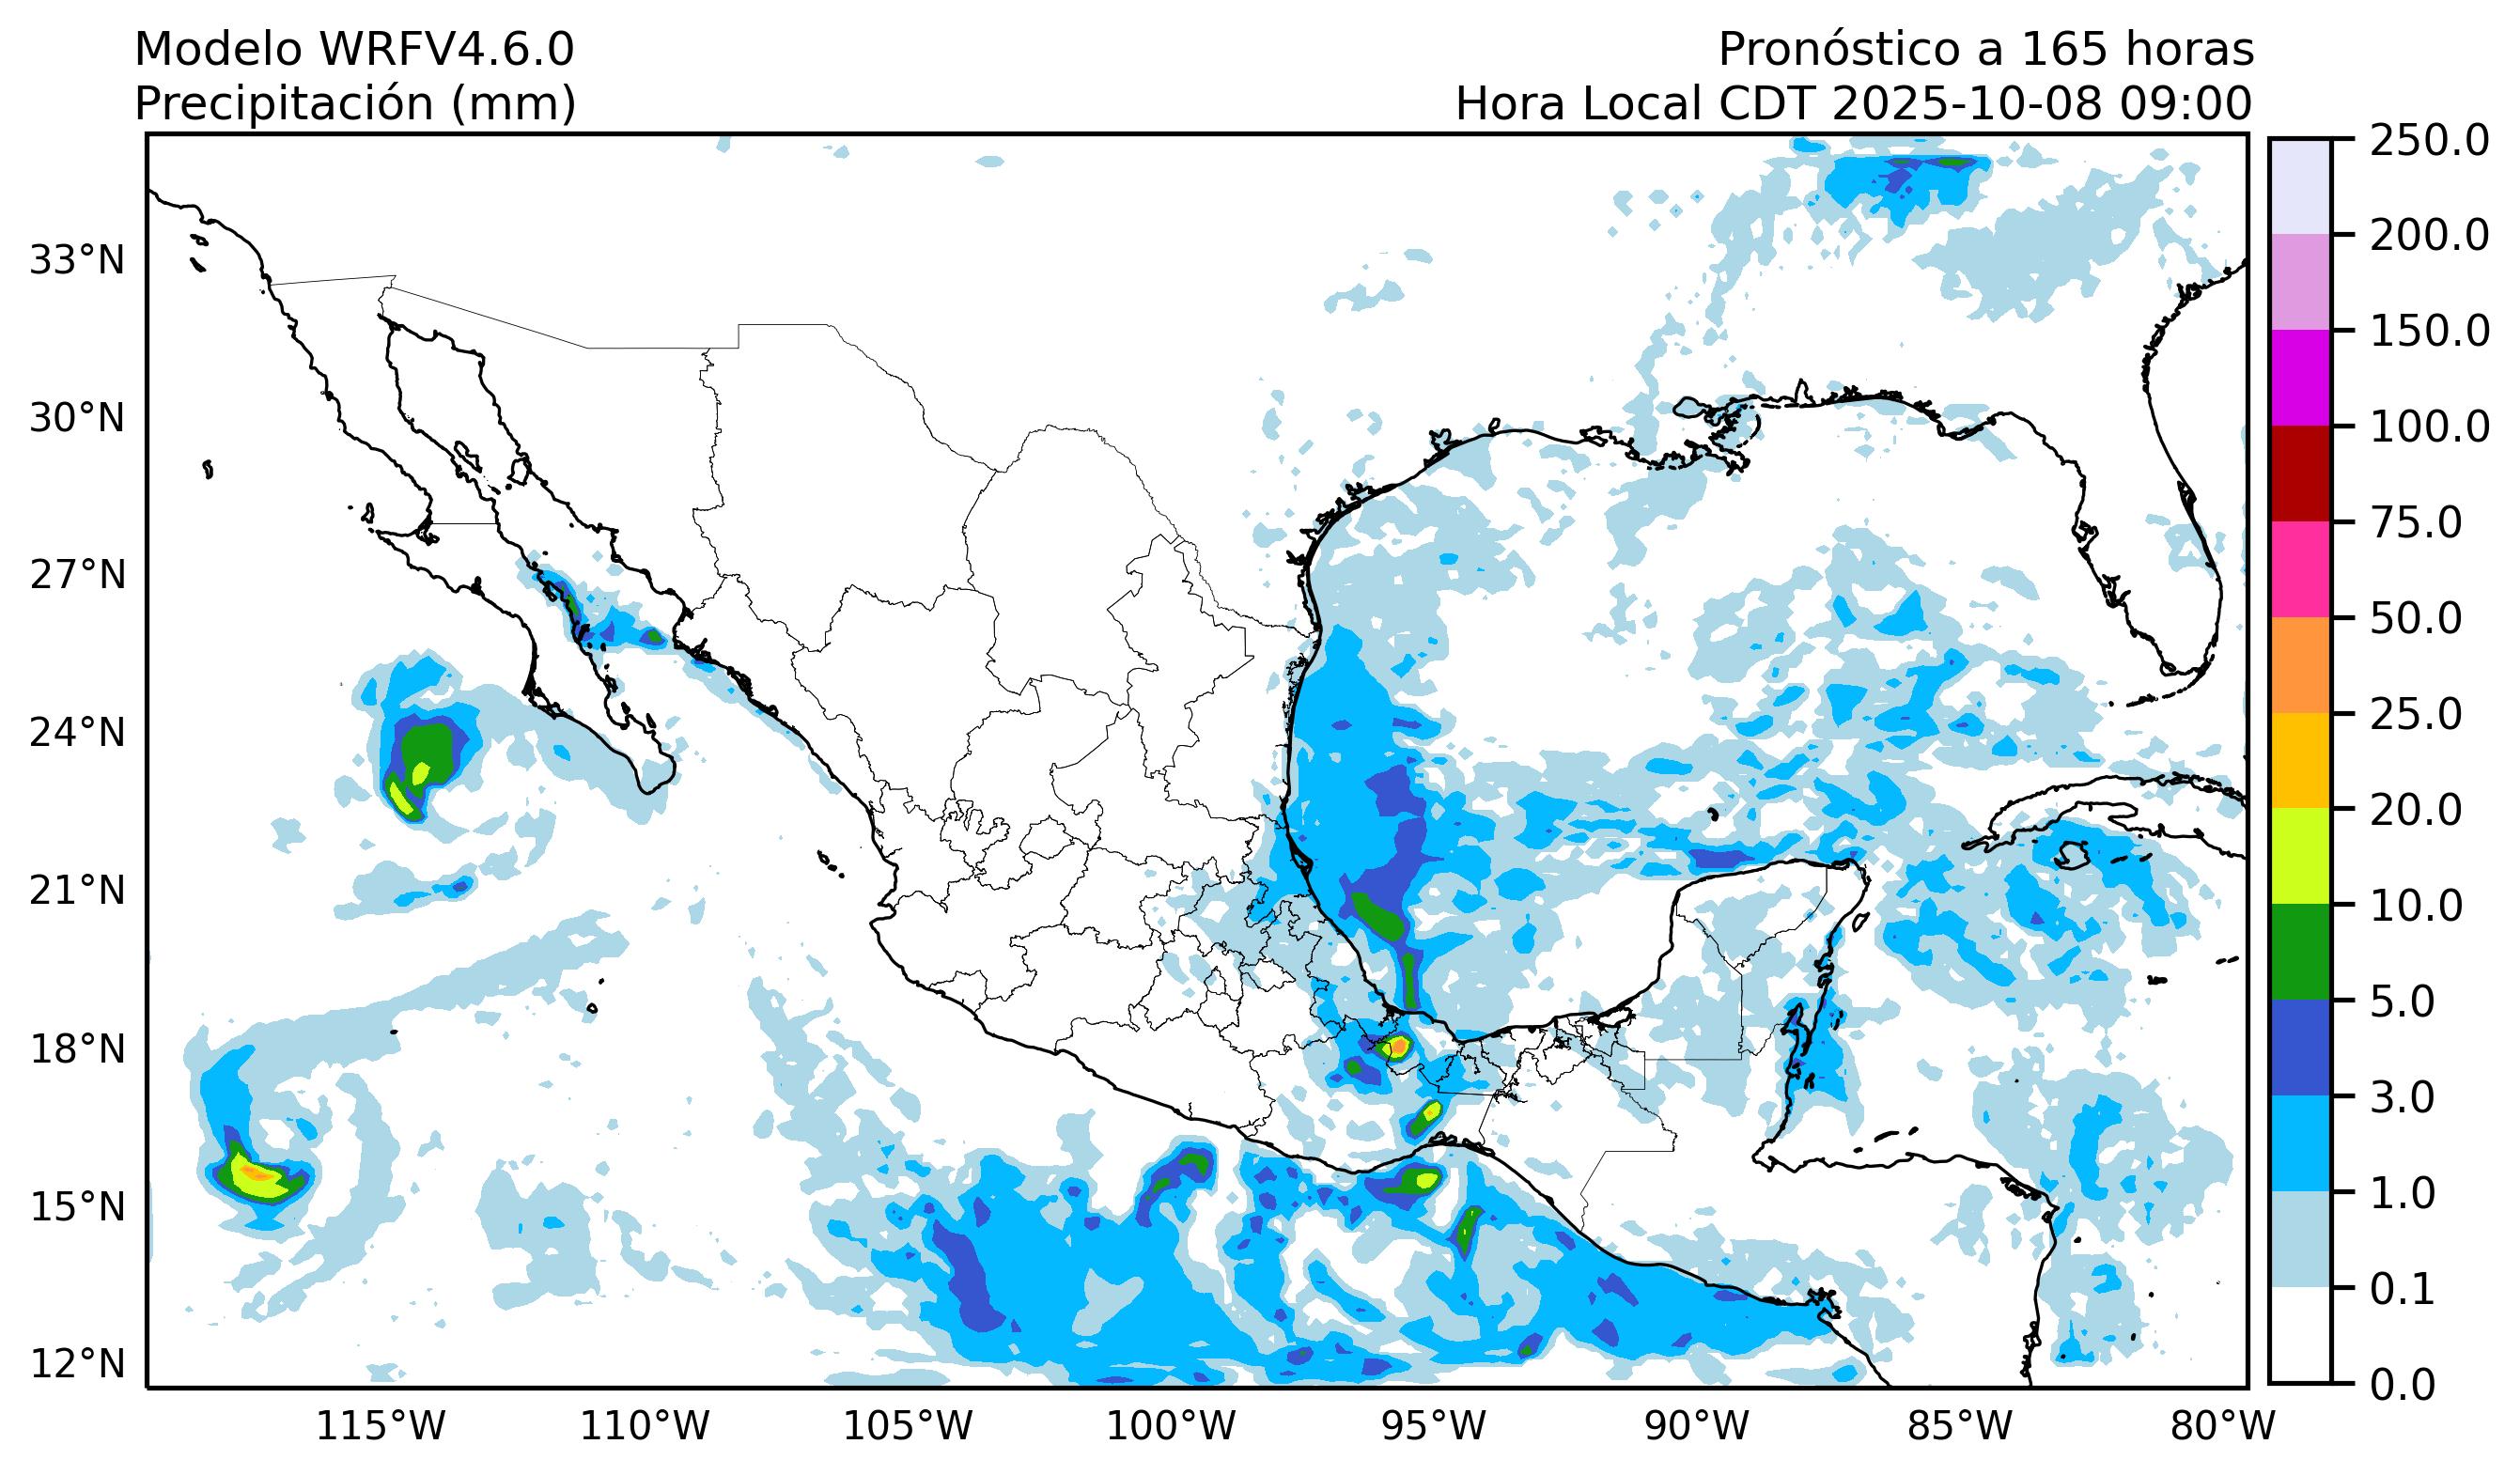 Modelo WRFV4.6.0
Precipitación (mm)
Pronóstico a 165 horas
Hora Local CDT 2025-10-08 09:00
33°N
30°N
27°N
24°N
21°N
18°N
15°N
12°N
115°W
110°W
105°W
100°W
95°W
90°W
85°W
80°W
250.0
200.0
150.0
100.0
75.0
50.0
25.0
20.0
10.0
5.0
3.0
1.0
0.1
0.0